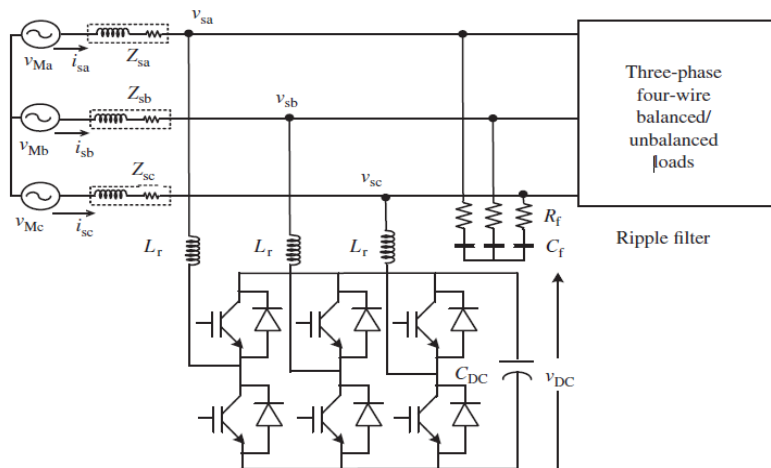 v_sa
v_Ma
i_sa
Z_sa
Z_sb
v_sb
v_Mb
i_sb
Z_sc
v_sc
v_Mc
i_sc
Three-phase
four-wire
balanced/
unbalanced
loads
R_f
C_f
Ripple filter
L_r
L_r
L_r
C_DC
v_DC